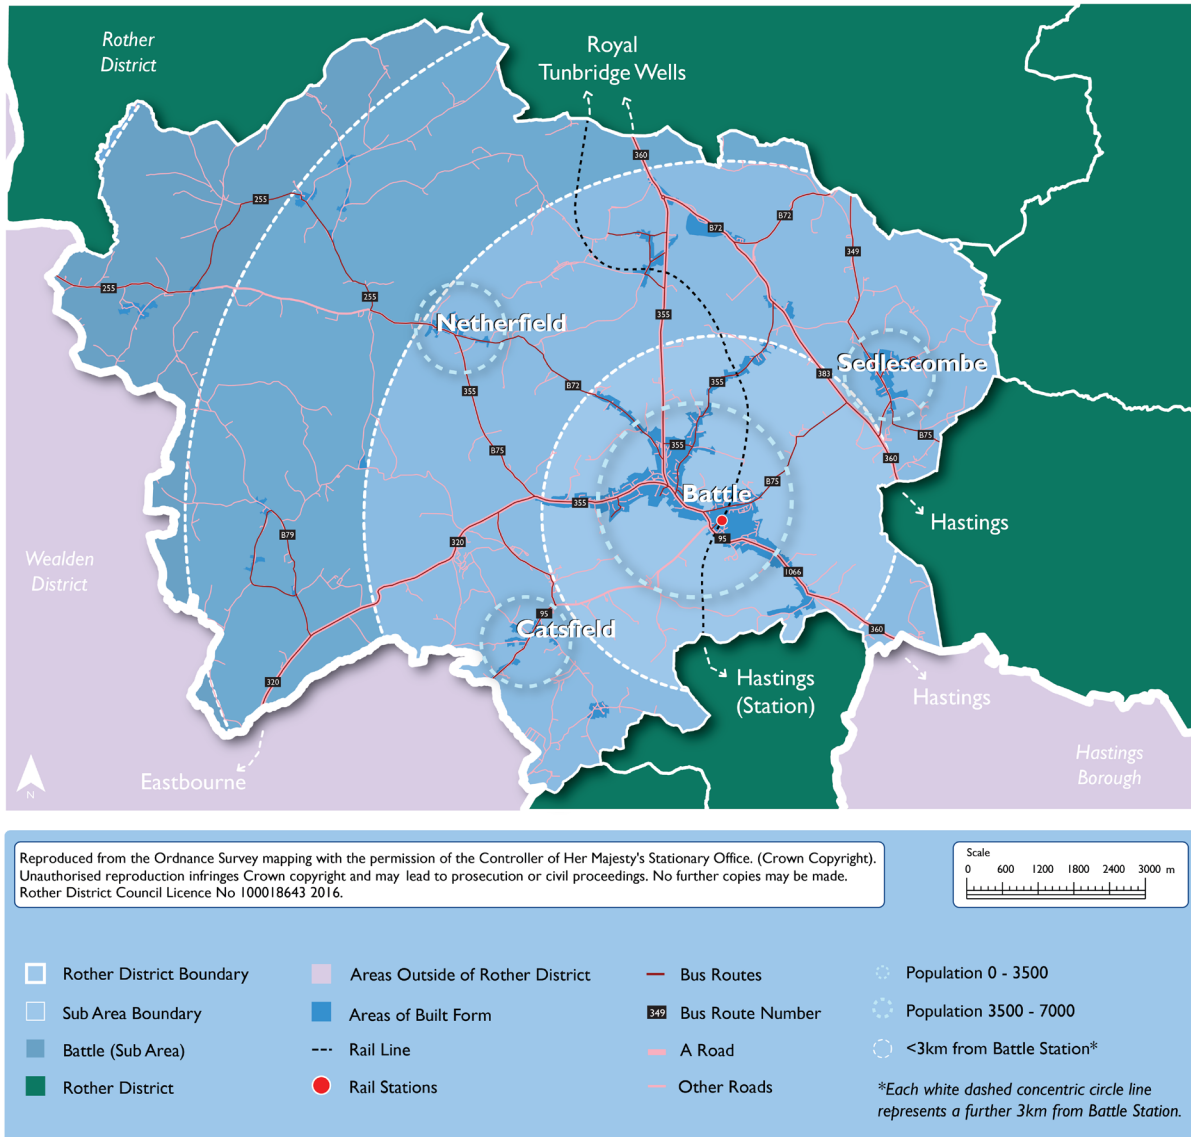 Rother
District
Royal
Tunbridge Wells
360
255
B72
B72
349
255
255
355
Netherfield
Sedlescombe
383
355
B72
355
B75
355
B75
360
B75
Battle
355
Hastings
B79
320
95
1066
Wealden
District
95
Catsfield
360
320
Hastings
(Station)
Hastings
Eastbourne
Hastings
Borough
N
Reproduced from the Ordnance Survey mapping with the permission of the Controller of Her Majesty's Stationary Office. (Crown Copyright).
Unauthorised reproduction infringes Crown copyright and may lead to prosecution or civil proceedings. No further copies may be made.
Rother District Council Licence No 100018643 2016.
Scale
0 600 1200 1800 2400 3000 m
Rother District Boundary
Sub Area Boundary
Battle (Sub Area)
Rother District
Areas Outside of Rother District
Areas of Built Form
Rail Line
Rail Stations
Bus Routes
349 Bus Route Number
A Road
Other Roads
Population 0 - 3500
Population 3500 - 7000
<3km from Battle Station*
*Each white dashed concentric circle line
represents a further 3km from Battle Station.